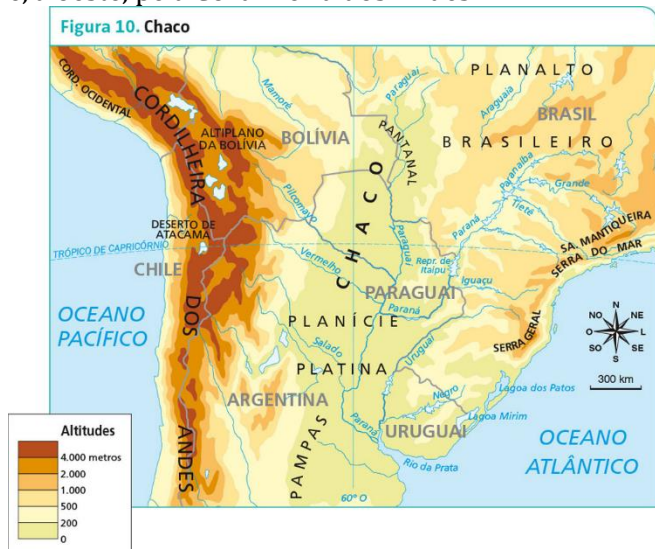 Figura 10. Chaco
CORD. OCIDENTAL
CORDILHEIRA
DOS
ANDES
ALTIPLANO
DA BOLÍVIA
BOLÍVIA
Mamoré
Paraguai
PANTANAL
PLANALTO
BRASILEIRO
Araguaia
BRASIL
Paranaíba
Grande
Tietê
Paraná
SA. MANTIQUEIRA
SERRA DO MAR
DESERTO DE
ATACAMA
TRÓPICO DE CAPRICÓRNIO
CHILE
Pilcomayo
Vermelho
CHACO
Paraguai
Repr. de
Itaipu
Iguaçu
PARAGUAI
Paraná
OCEANO
PACÍFICO
PLANÍCIE
PLATINA
Salado
Uruguai
SERRA GERAL
N
NE
L
SE
S
SO
O
NO
300 km
ARGENTINA
PAMPAS
Paraná
Negro
URUGUAI
Lagoa dos Patos
Lagoa Mirim
Rio da Prata
OCEANO
ATLÂNTICO
60° O
Altitudes
4.000 metros
2.000
1.000
500
200
0